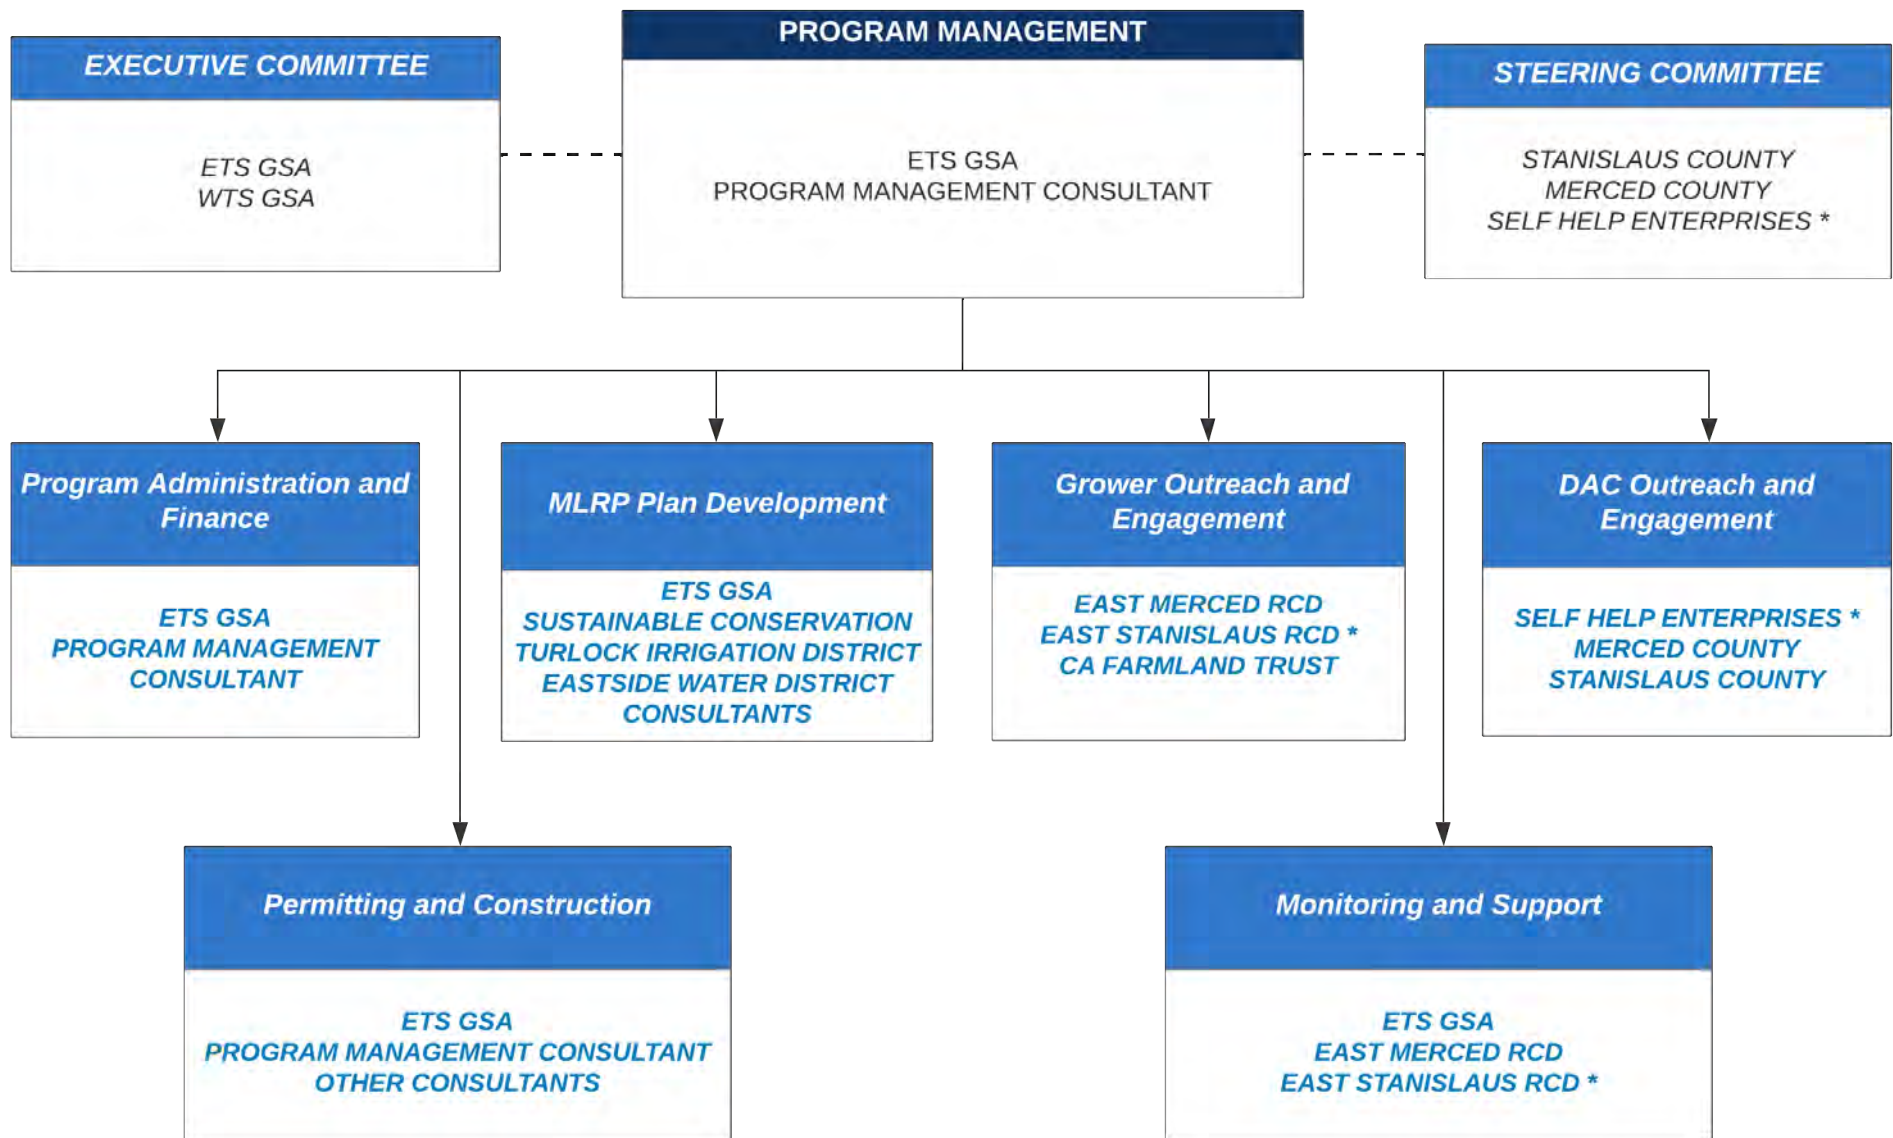 EXECUTIVE COMMITTEE
ETS GSA
WTS GSA
PROGRAM MANAGEMENT
ETS GSA
PROGRAM MANAGEMENT CONSULTANT
STEERING COMMITTEE
STANISLAUS COUNTY
MERCED COUNTY
SELF HELP ENTERPRISES *
Program Administration and
Finance
ETS GSA
PROGRAM MANAGEMENT
CONSULTANT
MLRP Plan Development
ETS GSA
SUSTAINABLE CONSERVATION
TURLOCK IRRIGATION DISTRICT
EASTSIDE WATER DISTRICT
CONSULTANTS
Grower Outreach and
Engagement
EAST MERCED RCD
EAST STANISLAUS RCD *
CA FARMLAND TRUST
DAC Outreach and
Engagement
SELF HELP ENTERPRISES *
MERCED COUNTY
STANISLAUS COUNTY
Permitting and Construction
ETS GSA
PROGRAM MANAGEMENT CONSULTANT
OTHER CONSULTANTS
Monitoring and Support
ETS GSA
EAST MERCED RCD
EAST STANISLAUS RCD *